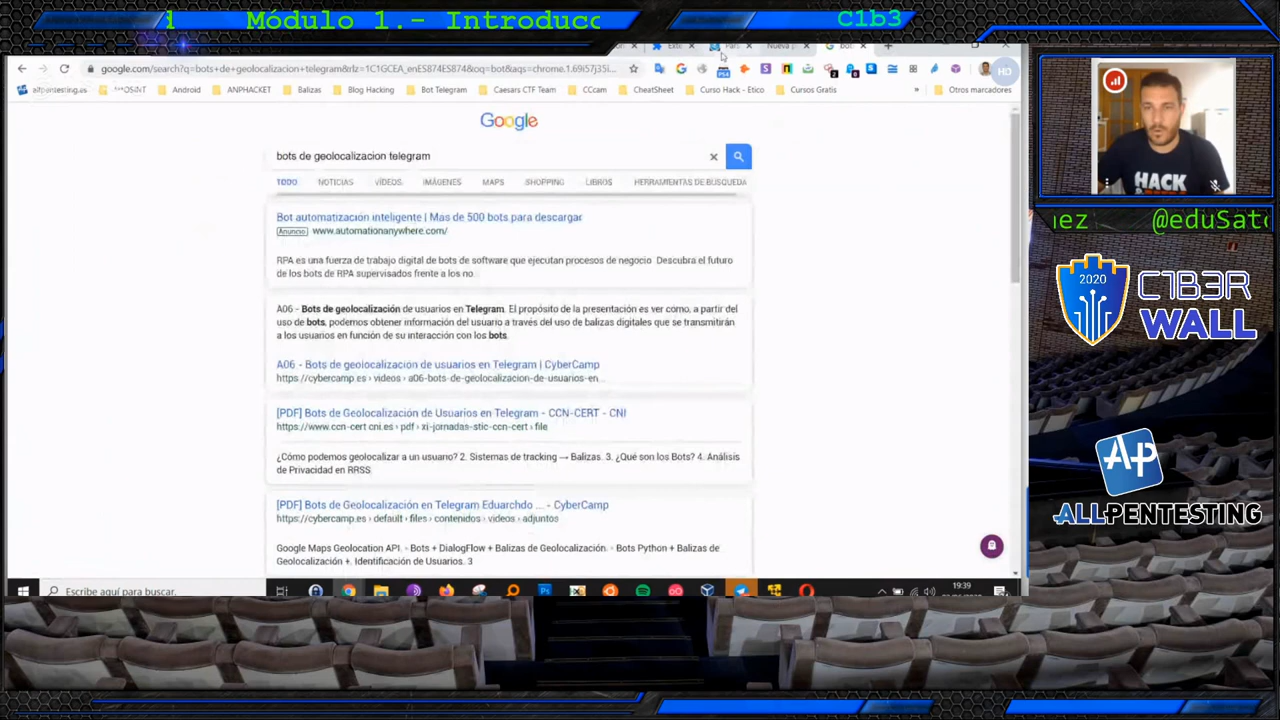 Módulo 1.- Introducc
C1b3
google.com/search?q=bots+de+geolocalizacion+telegram
allpentesting.es
Android
ANPHACKET
Balizas
Blog Hacking
Bot Telegram
Caesars CTF Team
CCcam
CheatSheet
Curso Hack - Etico
Cursos Gratis
»
Otros marcadores
HD
Google
bots de geolocalizacion telegram
TODO NOTICIAS VÍDEOS IMÁGENES MAPS SHOPPING LIBROS HERRAMIENTAS DE BÚSQUEDA
Bot automatización inteligente | Más de 500 bots para descargar
Anuncio www.automationanywhere.com/
RPA es una fuerza de trabajo digital de bots de software que ejecutan procesos de negocio. Descubra el futuro
de los bots de RPA supervisados frente a los no
A06 - Bots de geolocalización de usuarios en Telegram. El propósito de la presentación es ver cómo, a partir del
uso de bots, podemos obtener información del usuario a través del uso de balizas digitales que se transmitirán
a los usuarios en función de su interacción con los bots.
A06 - Bots de geolocalización de usuarios en Telegram | CyberCamp
https://cybercamp.es › videos › a06-bots-de-geolocalizacion-de-usuarios-en...
[PDF] Bots de Geolocalización de Usuarios en Telegram - CCN-CERT - CNI
https://www.ccn-cert.cni.es › pdf › xi-jornadas-stic-ccn-cert › file
¿Cómo podemos geolocalizar a un usuario? 2. Sistemas de tracking → Balizas. 3. ¿Qué son los Bots? 4. Análisis
de Privacidad en RRSS.
[PDF] Bots de Geolocalización en Telegram Eduarchdo ... - CyberCamp
https://cybercamp.es › default › files › contenidos › videos › adjuntos
Google Maps Geolocation API. · Bots + DialogFlow + Balizas de Geolocalización. · Bots Python + Balizas de
Geolocalización +. Identificación de Usuarios. 3
Escribe aquí para buscar.
19:39
HACK
ñez @eduSat
2020
C1B3R
WALL
AP
ALLPENTESTING